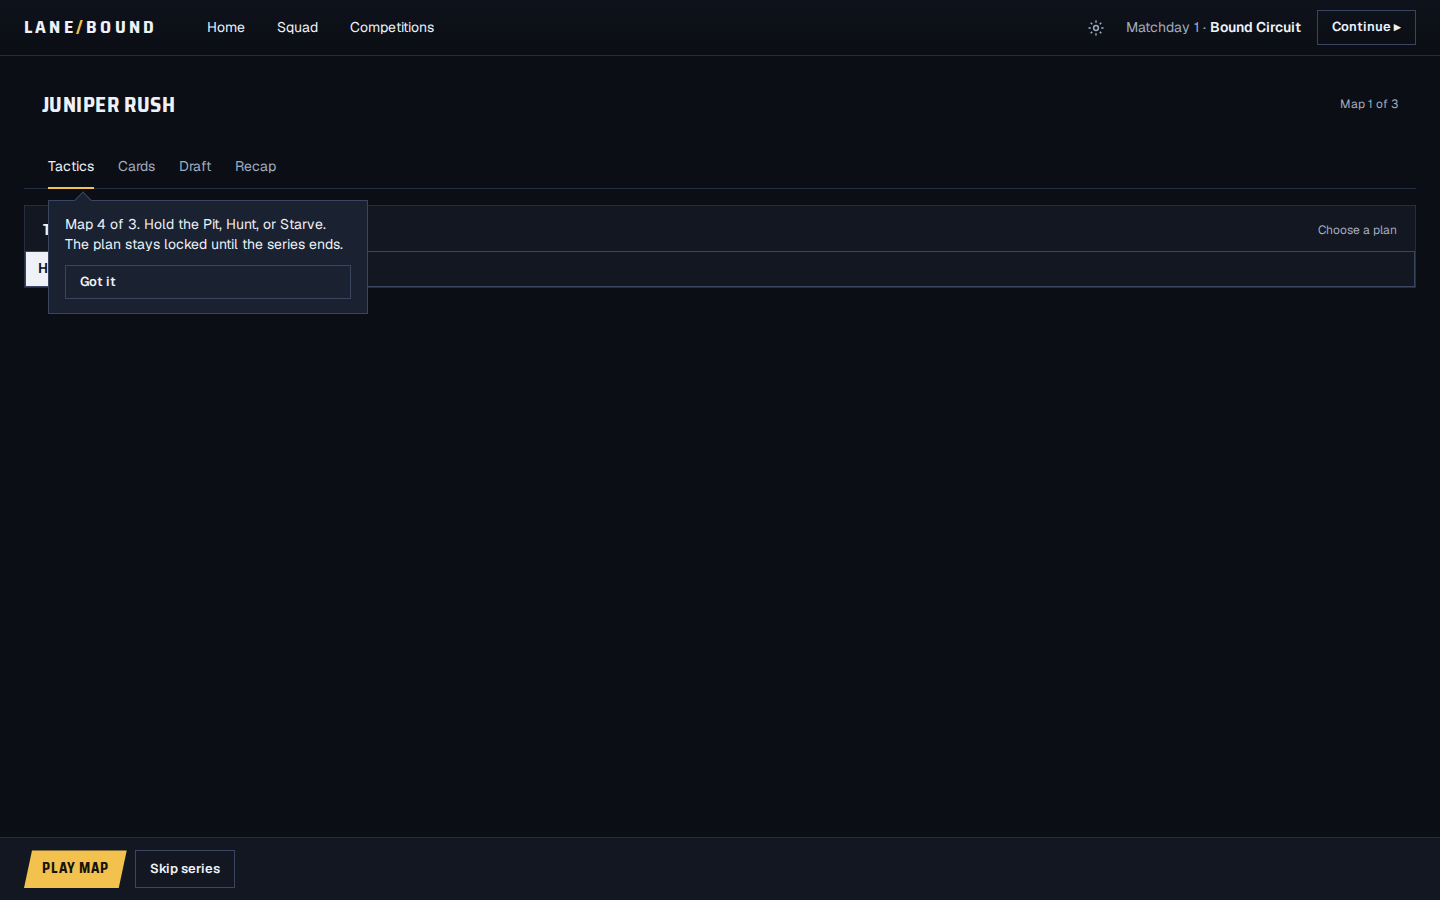 LANE/BOUND
Home
Squad
Competitions
Matchday 1 · Bound Circuit
Continue ▸
JUNIPER RUSH
Map 1 of 3
Tactics
Cards
Draft
Recap
Map 4 of 3. Hold the Pit, Hunt, or Starve.
The plan stays locked until the series ends.
Got it
Choose a plan
PLAY MAP
Skip series